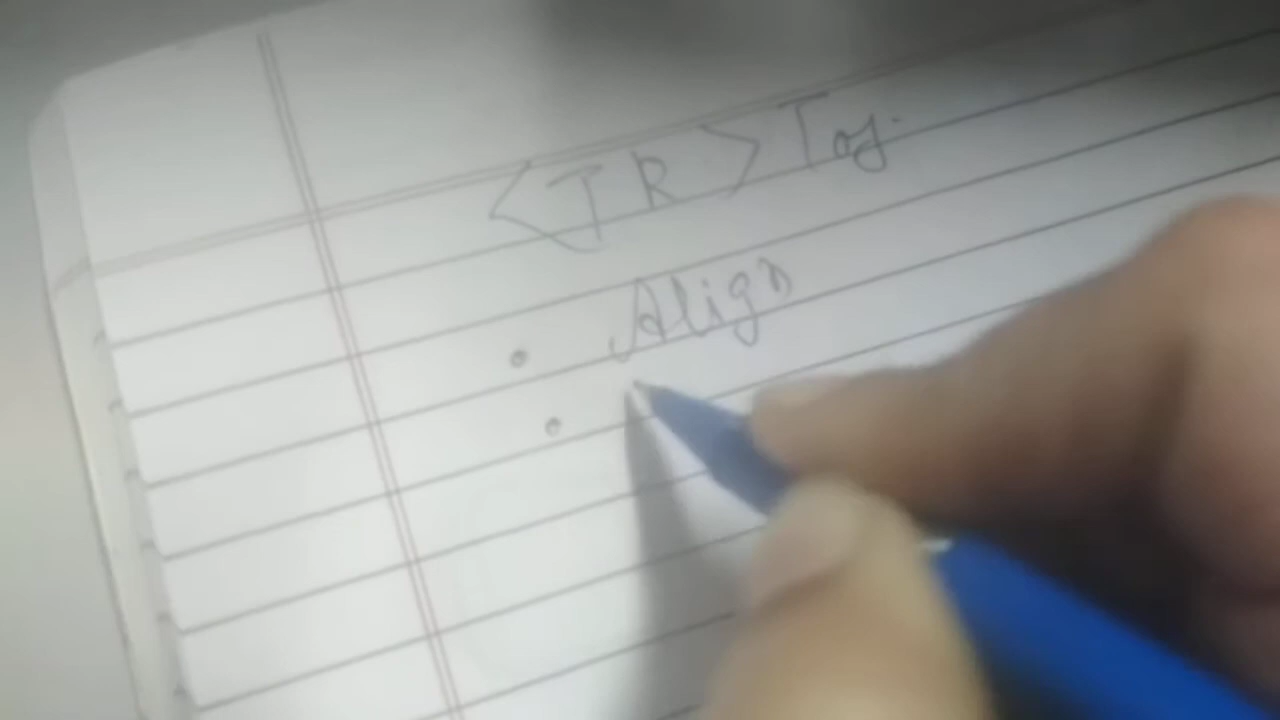 <TR> Tag.
• Align
•